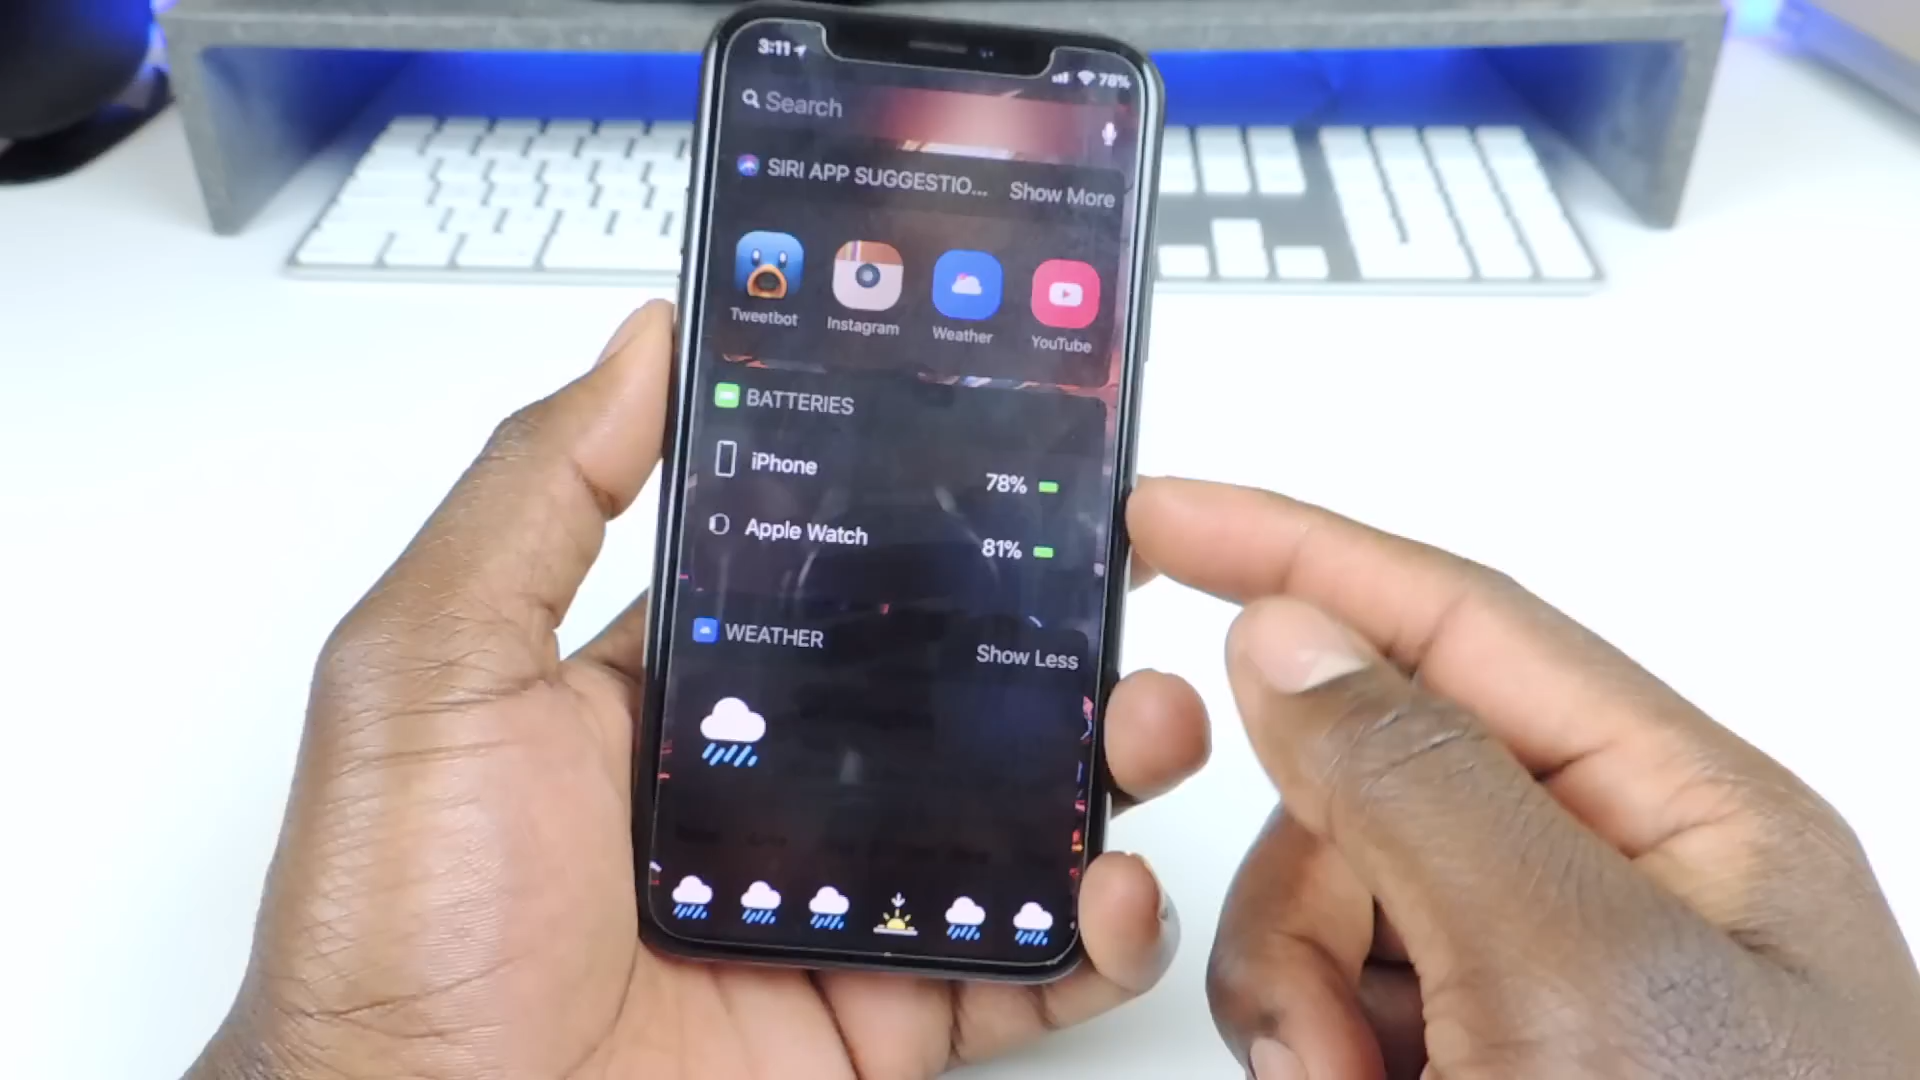 3:11
78%
Search
SIRI APP SUGGESTIO... Show More
Tweetbot Instagram Weather YouTube
BATTERIES
iPhone 78%
Apple Watch 81%
WEATHER Show Less